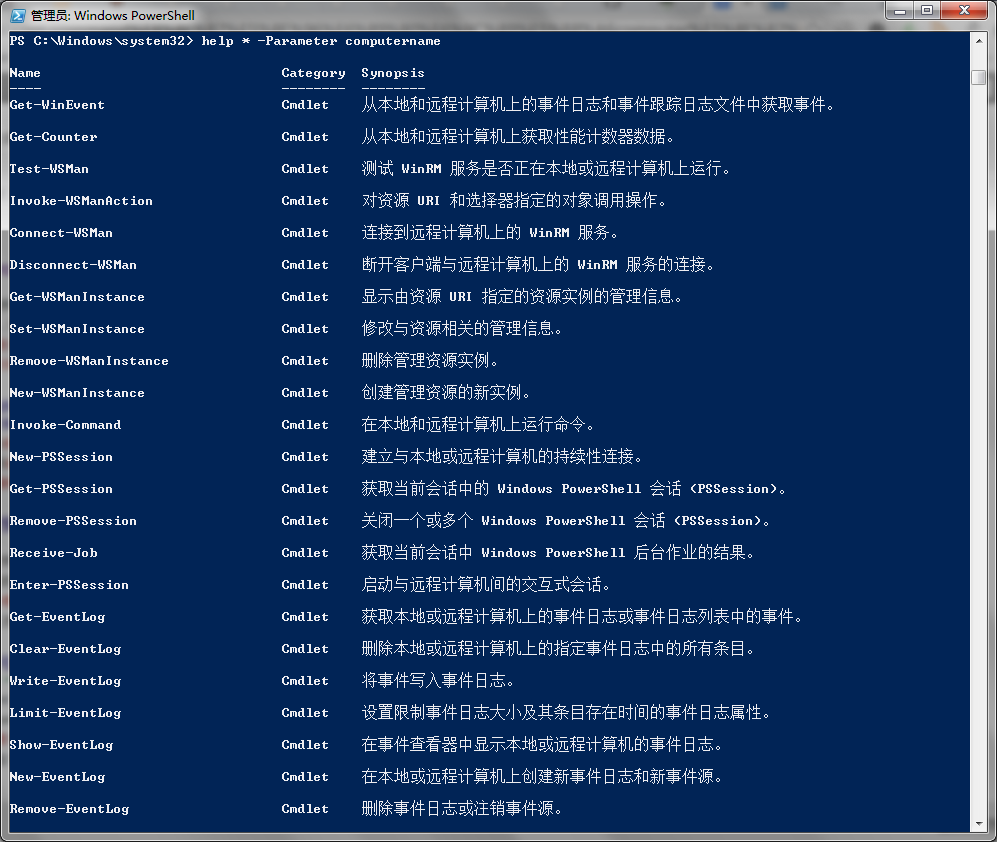 管理员: Windows PowerShell
PS C:\Windows\system32> help * -Parameter computername
Name Category Synopsis
---- -------- --------
Get-WinEvent Cmdlet 从本地和远程计算机上的事件日志和事件跟踪日志文件中获取事件。
Get-Counter Cmdlet 从本地和远程计算机上获取性能计数器数据。
Test-WSMan Cmdlet 测试 WinRM 服务是否正在本地或远程计算机上运行。
Invoke-WSManAction Cmdlet 对资源 URI 和选择器指定的对象调用操作。
Connect-WSMan Cmdlet 连接到远程计算机上的 WinRM 服务。
Disconnect-WSMan Cmdlet 断开客户端与远程计算机上的 WinRM 服务的连接。
Get-WSManInstance Cmdlet 显示由资源 URI 指定的资源实例的管理信息。
Set-WSManInstance Cmdlet 修改与资源相关的管理信息。
Remove-WSManInstance Cmdlet 删除管理资源实例。
New-WSManInstance Cmdlet 创建管理资源的新实例。
Invoke-Command Cmdlet 在本地和远程计算机上运行命令。
New-PSSession Cmdlet 建立与本地或远程计算机的持续性连接。
Get-PSSession Cmdlet 获取当前会话中的 Windows PowerShell 会话 (PSSession)。
Remove-PSSession Cmdlet 关闭一个或多个 Windows PowerShell 会话 (PSSession)。
Receive-Job Cmdlet 获取当前会话中 Windows PowerShell 后台作业的结果。
Enter-PSSession Cmdlet 启动与远程计算机间的交互式会话。
Get-EventLog Cmdlet 获取本地或远程计算机上的事件日志或事件日志列表中的事件。
Clear-EventLog Cmdlet 删除本地或远程计算机上的指定事件日志中的所有条目。
Write-EventLog Cmdlet 将事件写入事件日志。
Limit-EventLog Cmdlet 设置限制事件日志大小及其条目存在时间的事件日志属性。
Show-EventLog Cmdlet 在事件查看器中显示本地或远程计算机的事件日志。
New-EventLog Cmdlet 在本地或远程计算机上创建新事件日志和新事件源。
Remove-EventLog Cmdlet 删除事件日志或注销事件源。